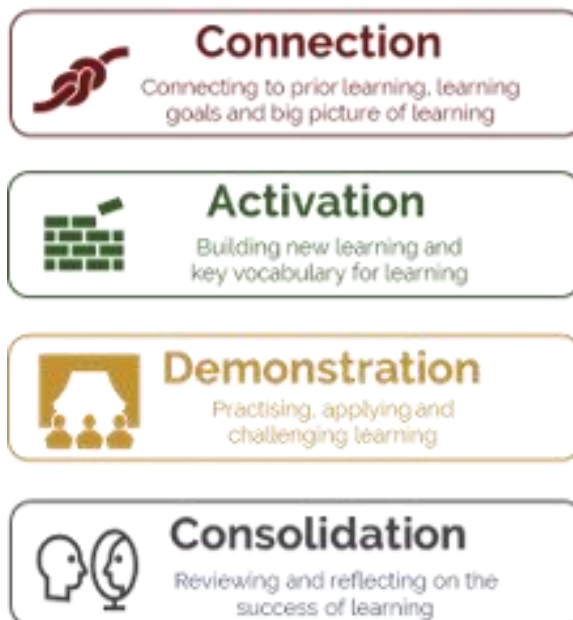 Connection
Connecting to prior learning, learning
goals and big picture of learning
Activation
Building new learning and
key vocabulary for learning
Demonstration
Practising, applying and
challenging learning
Consolidation
Reviewing and reflecting on the
success of learning